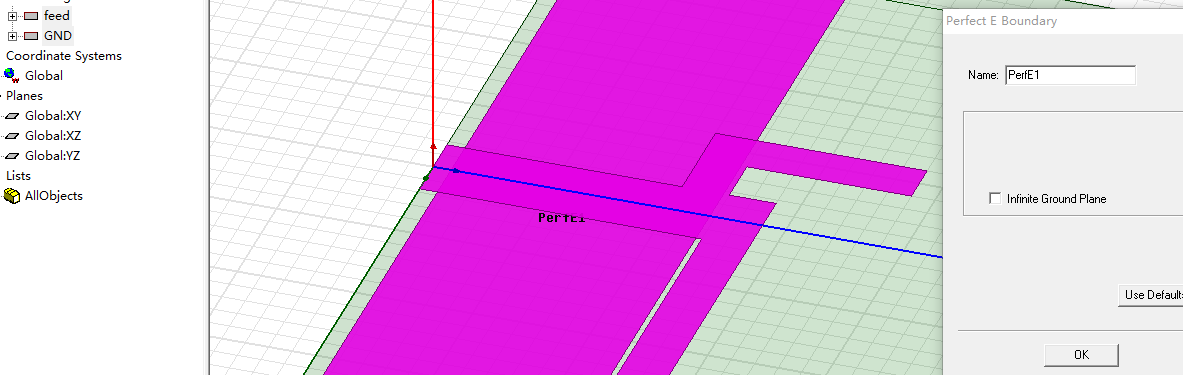 feed
GND
Coordinate Systems
Global
Planes
Global:XY
Global:XZ
Global:YZ
Lists
AllObjects
PerfE1
Perfect E Boundary
Name: PerfE1
Infinite Ground Plane
Use Default
OK